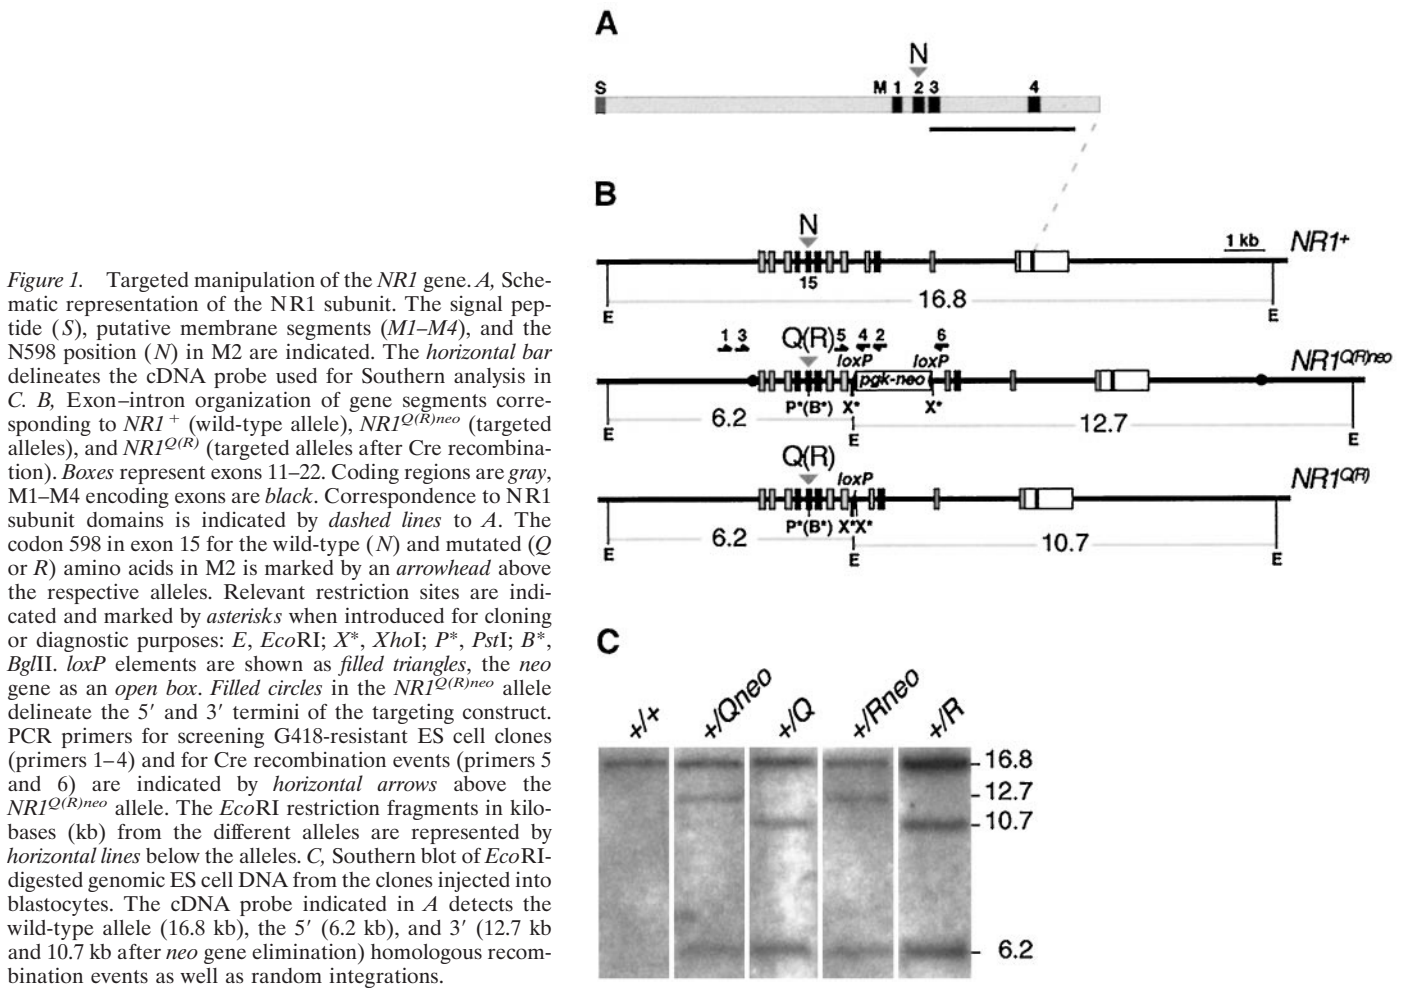 Figure 1. Targeted manipulation of the NR1 gene. A, Sche-
matic representation of the NR1 subunit. The signal pep-
tide (S), putative membrane segments (M1–M4), and the
N598 position (N) in M2 are indicated. The horizontal bar
delineates the cDNA probe used for Southern analysis in
C. B, Exon–intron organization of gene segments corre-
sponding to NR1+ (wild-type allele), NR1Q(R)neo (targeted
alleles), and NR1Q(R) (targeted alleles after Cre recombina-
tion). Boxes represent exons 11–22. Coding regions are gray,
M1–M4 encoding exons are black. Correspondence to NR1
subunit domains is indicated by dashed lines to A. The
codon 598 in exon 15 for the wild-type (N) and mutated (Q
or R) amino acids in M2 is marked by an arrowhead above
the respective alleles. Relevant restriction sites are indi-
cated and marked by asterisks when introduced for cloning
or diagnostic purposes: E, EcoRI; X*, XhoI; P*, PstI; B*,
BglII. loxP elements are shown as filled triangles, the neo
gene as an open box. Filled circles in the NR1Q(R)neo allele
delineate the 5′ and 3′ termini of the targeting construct.
PCR primers for screening G418-resistant ES cell clones
(primers 1–4) and for Cre recombination events (primers 5
and 6) are indicated by horizontal arrows above the
NR1Q(R)neo allele. The EcoRI restriction fragments in kilo-
bases (kb) from the different alleles are represented by
horizontal lines below the alleles. C, Southern blot of EcoRI-
digested genomic ES cell DNA from the clones injected into
blastocytes. The cDNA probe indicated in A detects the
wild-type allele (16.8 kb), the 5′ (6.2 kb), and 3′ (12.7 kb
and 10.7 kb after neo gene elimination) homologous recom-
bination events as well as random integrations.
A
N
S M 1 2 3 4
B
N
1 kb NR1+
15
16.8
E E
1 3 Q(R) 5 4 2 6
loxP loxP NR1Q(R)neo
pgk-neo
P*(B*) X* X*
6.2 12.7
E E E
Q(R)
loxP NR1Q(R)
P*(B*) X*X*
6.2 10.7
E E E
C
+/+ +/Qneo +/Q +/Rneo +/R
16.8
12.7
10.7
6.2